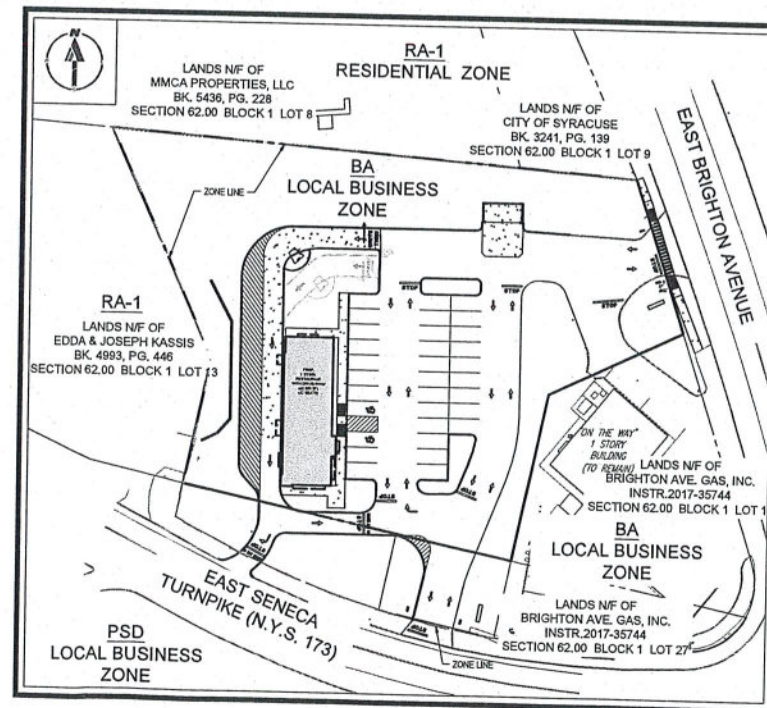 N
RA-1
RESIDENTIAL ZONE
LANDS N/F OF
MMCA PROPERTIES, LLC
BK. 5436, PG. 228
SECTION 62.00 BLOCK 1 LOT 8
LANDS N/F OF
CITY OF SYRACUSE
BK. 3241, PG. 139
SECTION 62.00 BLOCK 1 LOT 9
EAST BRIGHTON AVENUE
BA
LOCAL BUSINESS
ZONE
ZONE LINE
RA-1
LANDS N/F OF
EDDA & JOSEPH KASSIS
BK. 4993, PG. 446
SECTION 62.00 BLOCK 1 LOT 13
STOP
STOP
STOP
STOP
STOP
STOP
STOP
STOP
"ON THE WAY"
1 STORY
BUILDING
(TO REMAIN)
LANDS N/F OF
BRIGHTON AVE. GAS, INC.
INSTR.2017-35744
SECTION 62.00 BLOCK 1 LOT 1
BA
LOCAL BUSINESS
ZONE
EAST SENECA
TURNPIKE (N.Y.S. 173)
LANDS N/F OF
BRIGHTON AVE. GAS, INC.
INSTR.2017-35744
SECTION 62.00 BLOCK 1 LOT 27
PSD
LOCAL BUSINESS
ZONE
ZONE LINE